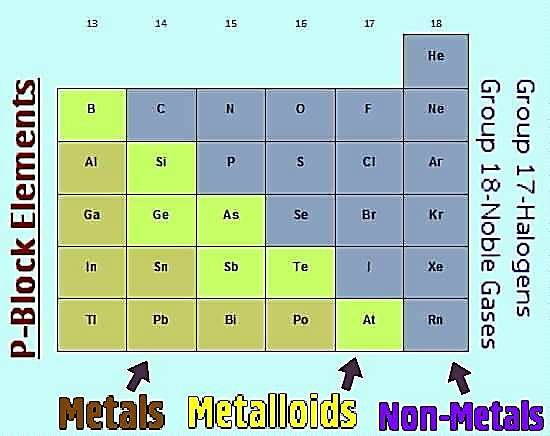 13 14 15 16 17 18
He
B C N O F Ne
Al Si P S Cl Ar
Ga Ge As Se Br Kr
In Sn Sb Te I Xe
Tl Pb Bi Po At Rn
P-Block Elements
Group 17-Halogens
Group 18-Noble Gases
Metals Metalloids Non-Metals